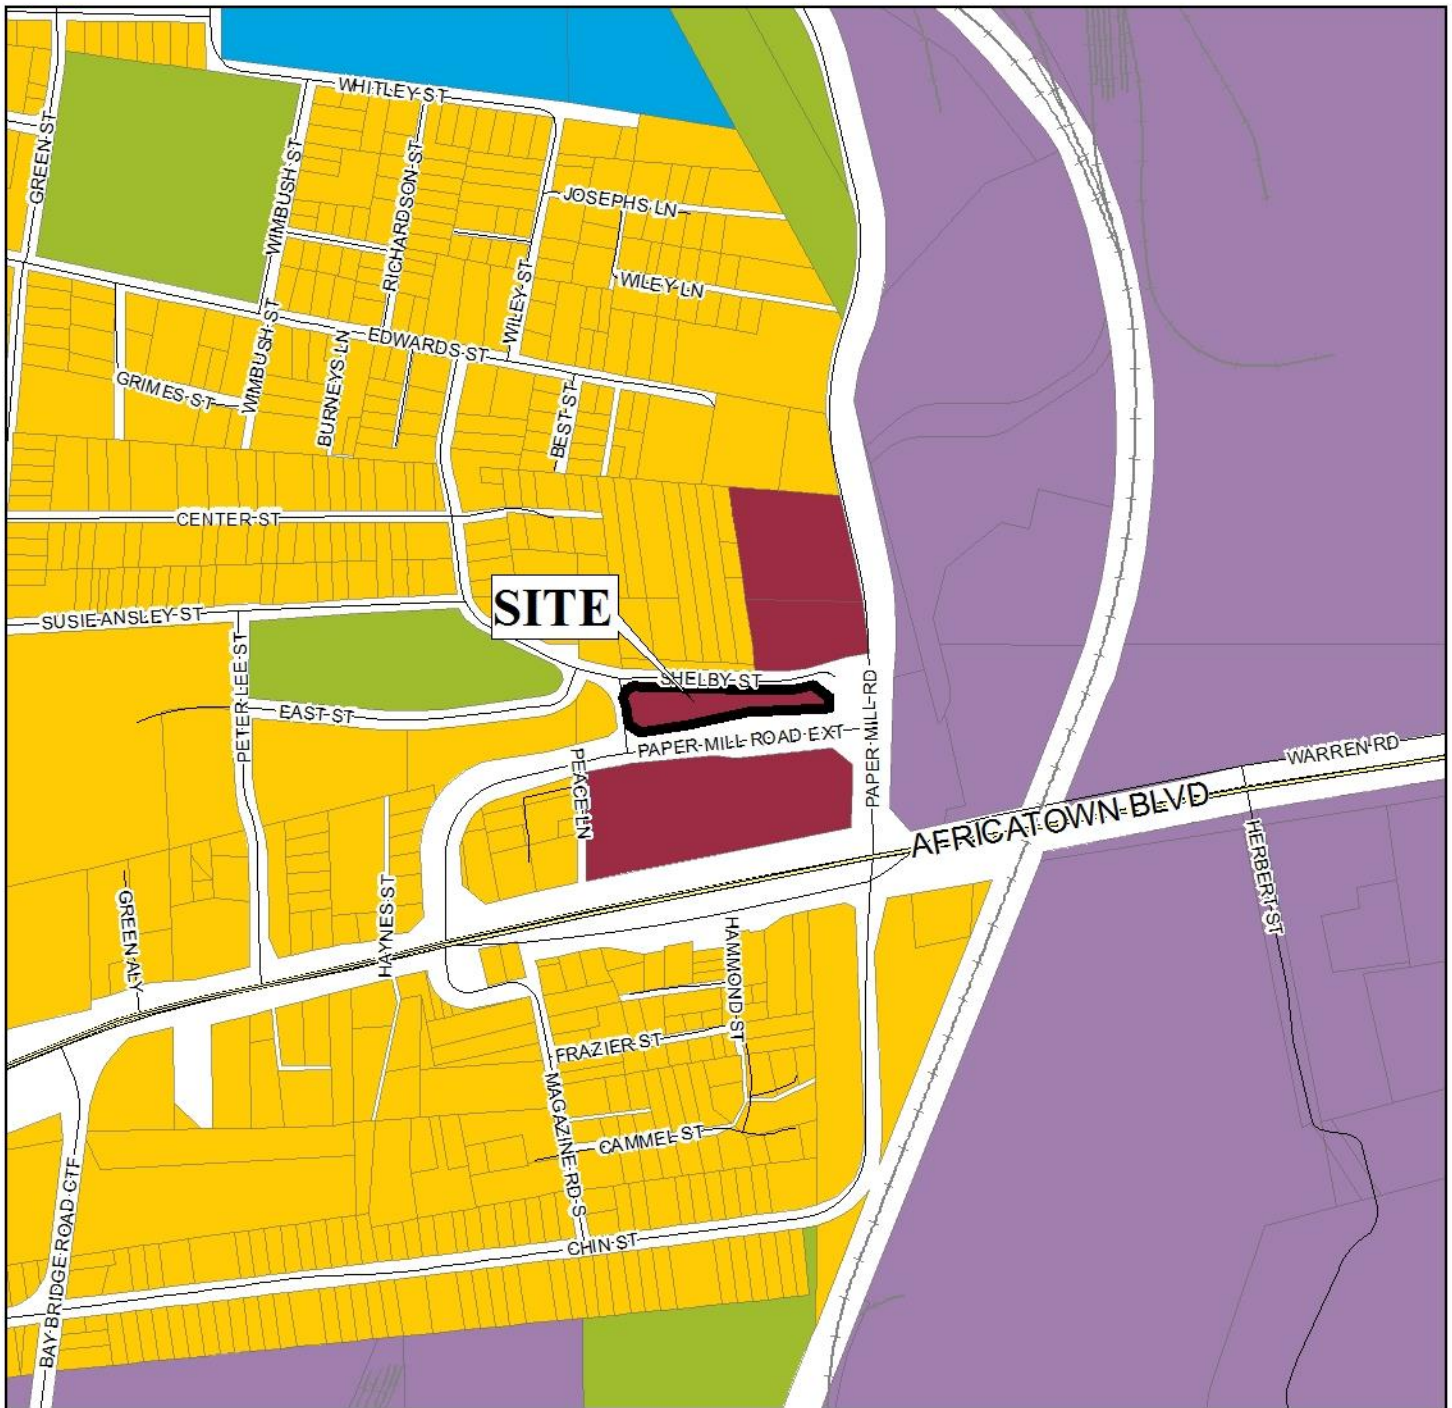 WHITLEY ST
GREEN ST
WIMBUSH ST
RICHARDSON ST
JOSEPHS LN
WILEY LN
WILEY ST
EDWARDS ST
WIMBUSH ST
BURNEYS LN
GRIMES ST
BEST ST
CENTER ST
SITE
SUSIE ANSLEY ST
PETER LEE ST
SHELBY ST
EAST ST
PAPER MILL RD
PAPER MILL ROAD EXT
PEACE LN
WARREN RD
AFRICATOWN BLVD
HERBERT ST
GREEN ALY
HAYNES ST
HAMMOND ST
FRAZIER ST
MAGAZINE RD S
CAMMEL ST
BAY BRIDGE ROAD CTF
CHIN ST